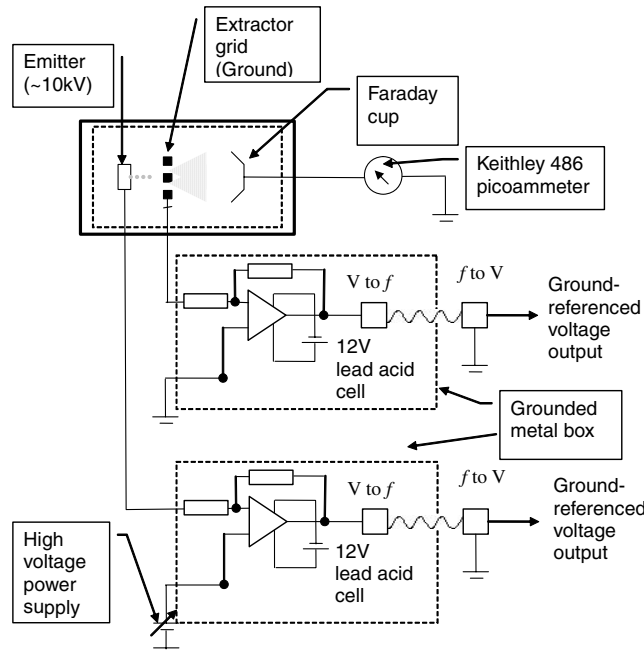 Emitter
(~10kV)
Extractor
grid
(Ground)
Faraday
cup
Keithley 486
picoammeter
V to f
f to V
12V
lead acid
cell
Ground-
referenced
voltage
output
Grounded
metal box
V to f
f to V
12V
lead acid
cell
Ground-
referenced
voltage
output
High
voltage
power
supply